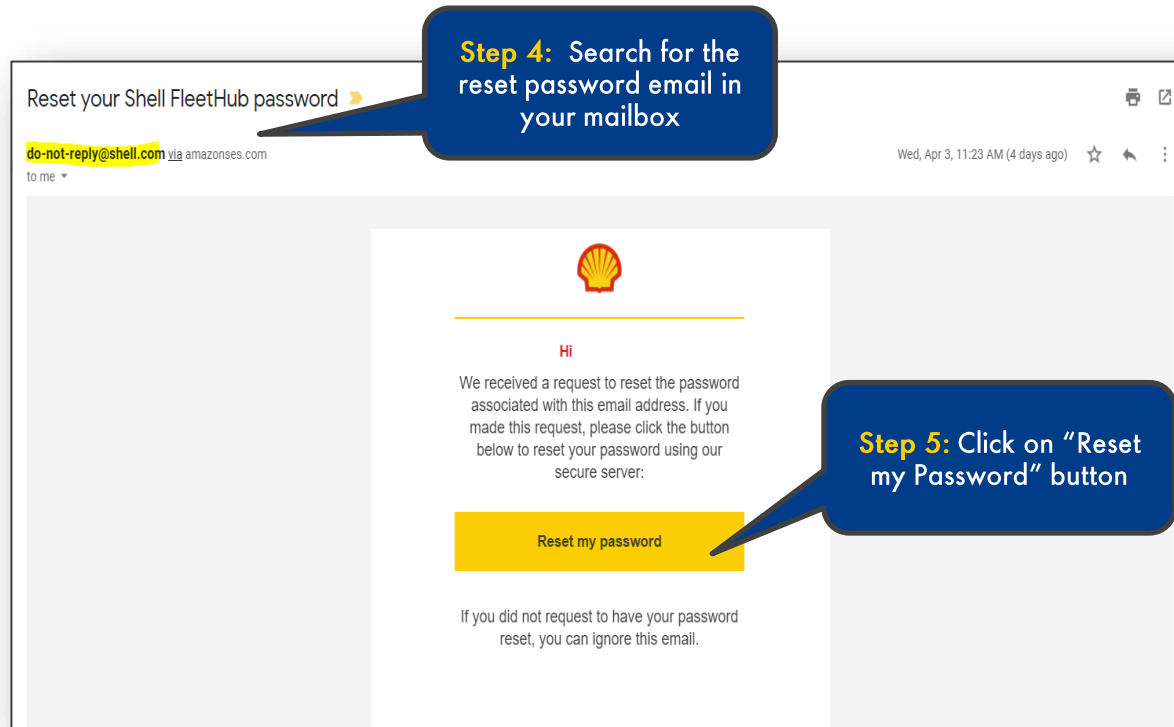 Step 4: Search for the
reset password email in
your mailbox
Reset your Shell FleetHub password
do-not-reply@shell.com via amazonses.com
Wed, Apr 3, 11:23 AM (4 days ago)
to me
Hi
We received a request to reset the password
associated with this email address. If you
made this request, please click the button
below to reset your password using our
secure server:
Step 5: Click on “Reset
my Password” button
Reset my password
If you did not request to have your password
reset, you can ignore this email.